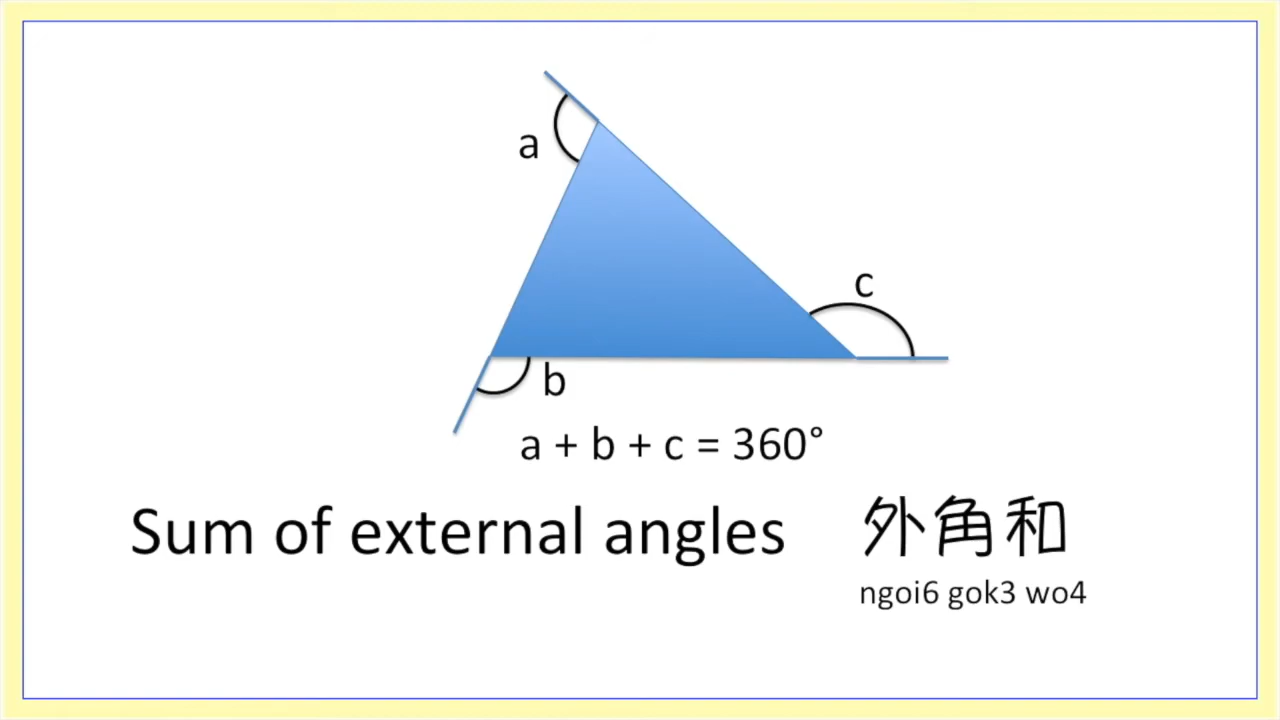 a
c
b
a + b + c = 360°
Sum of external angles 外角和
ngoi6 gok3 wo4